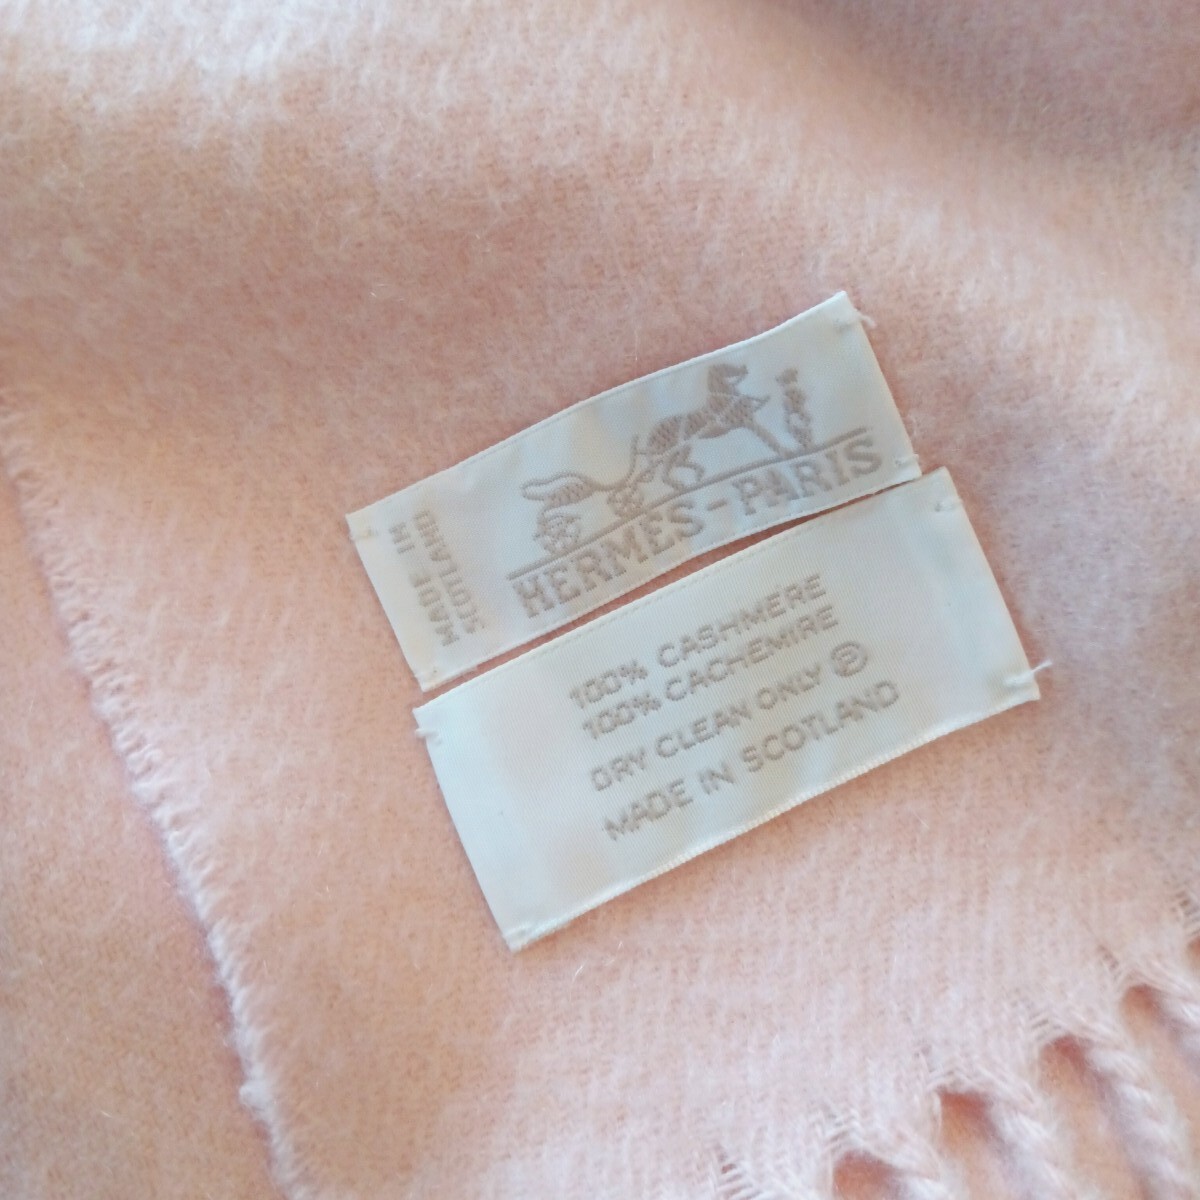 HERMES-PARIS
MADE IN
SCOTLAND
100% CASHMERE
100% CACHEMIRE
DRY CLEAN ONLY Ⓟ
MADE IN SCOTLAND